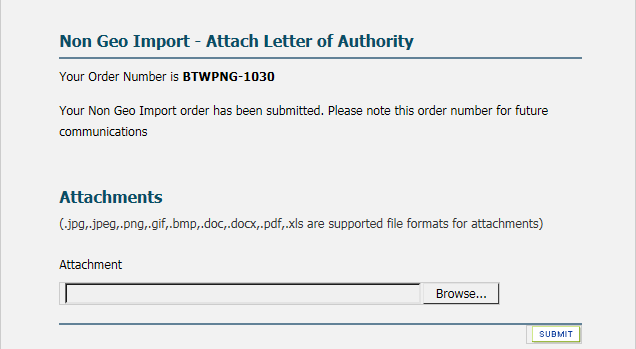 Non Geo Import - Attach Letter of Authority
Your Order Number is BTWPNG-1030
Your Non Geo Import order has been submitted. Please note this order number for future
communications
Attachments
(.jpg,.jpeg,.png,.gif,.bmp,.doc,.docx,.pdf,.xls are supported file formats for attachments)
Attachment
Browse...
SUBMIT